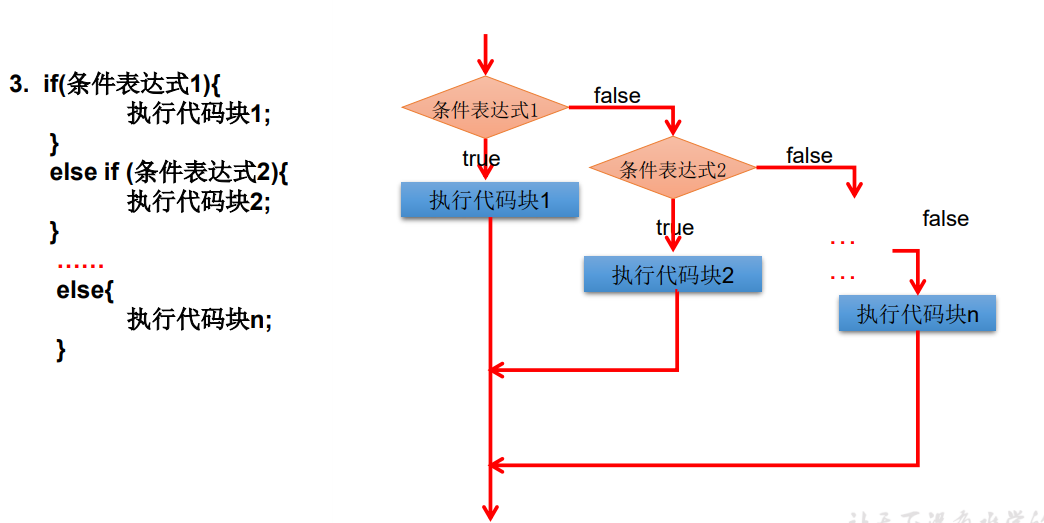 3. if(条件表达式1){
执行代码块1;
}
else if (条件表达式2){
执行代码块2;
}
……
else{
执行代码块n;
}
条件表达式1
false
true
执行代码块1
条件表达式2
false
true
执行代码块2
…
…
false
执行代码块n